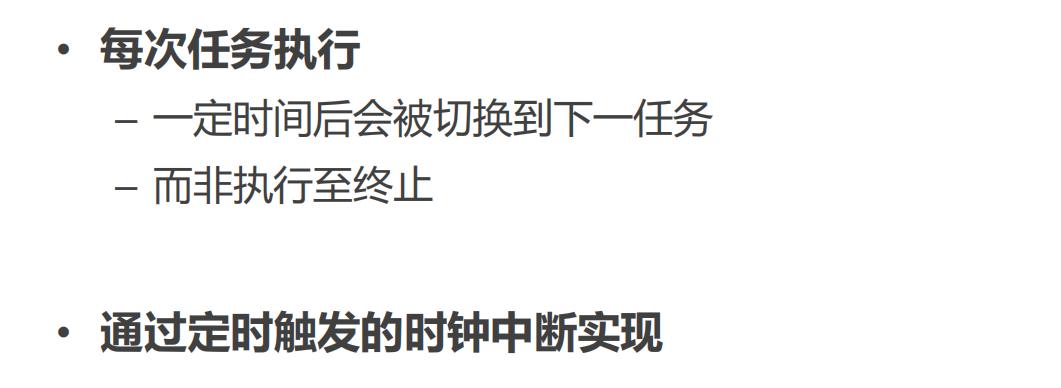 • 每次任务执行
– 一定时间后会被切换到下一任务
– 而非执行至终止
• 通过定时触发的时钟中断实现